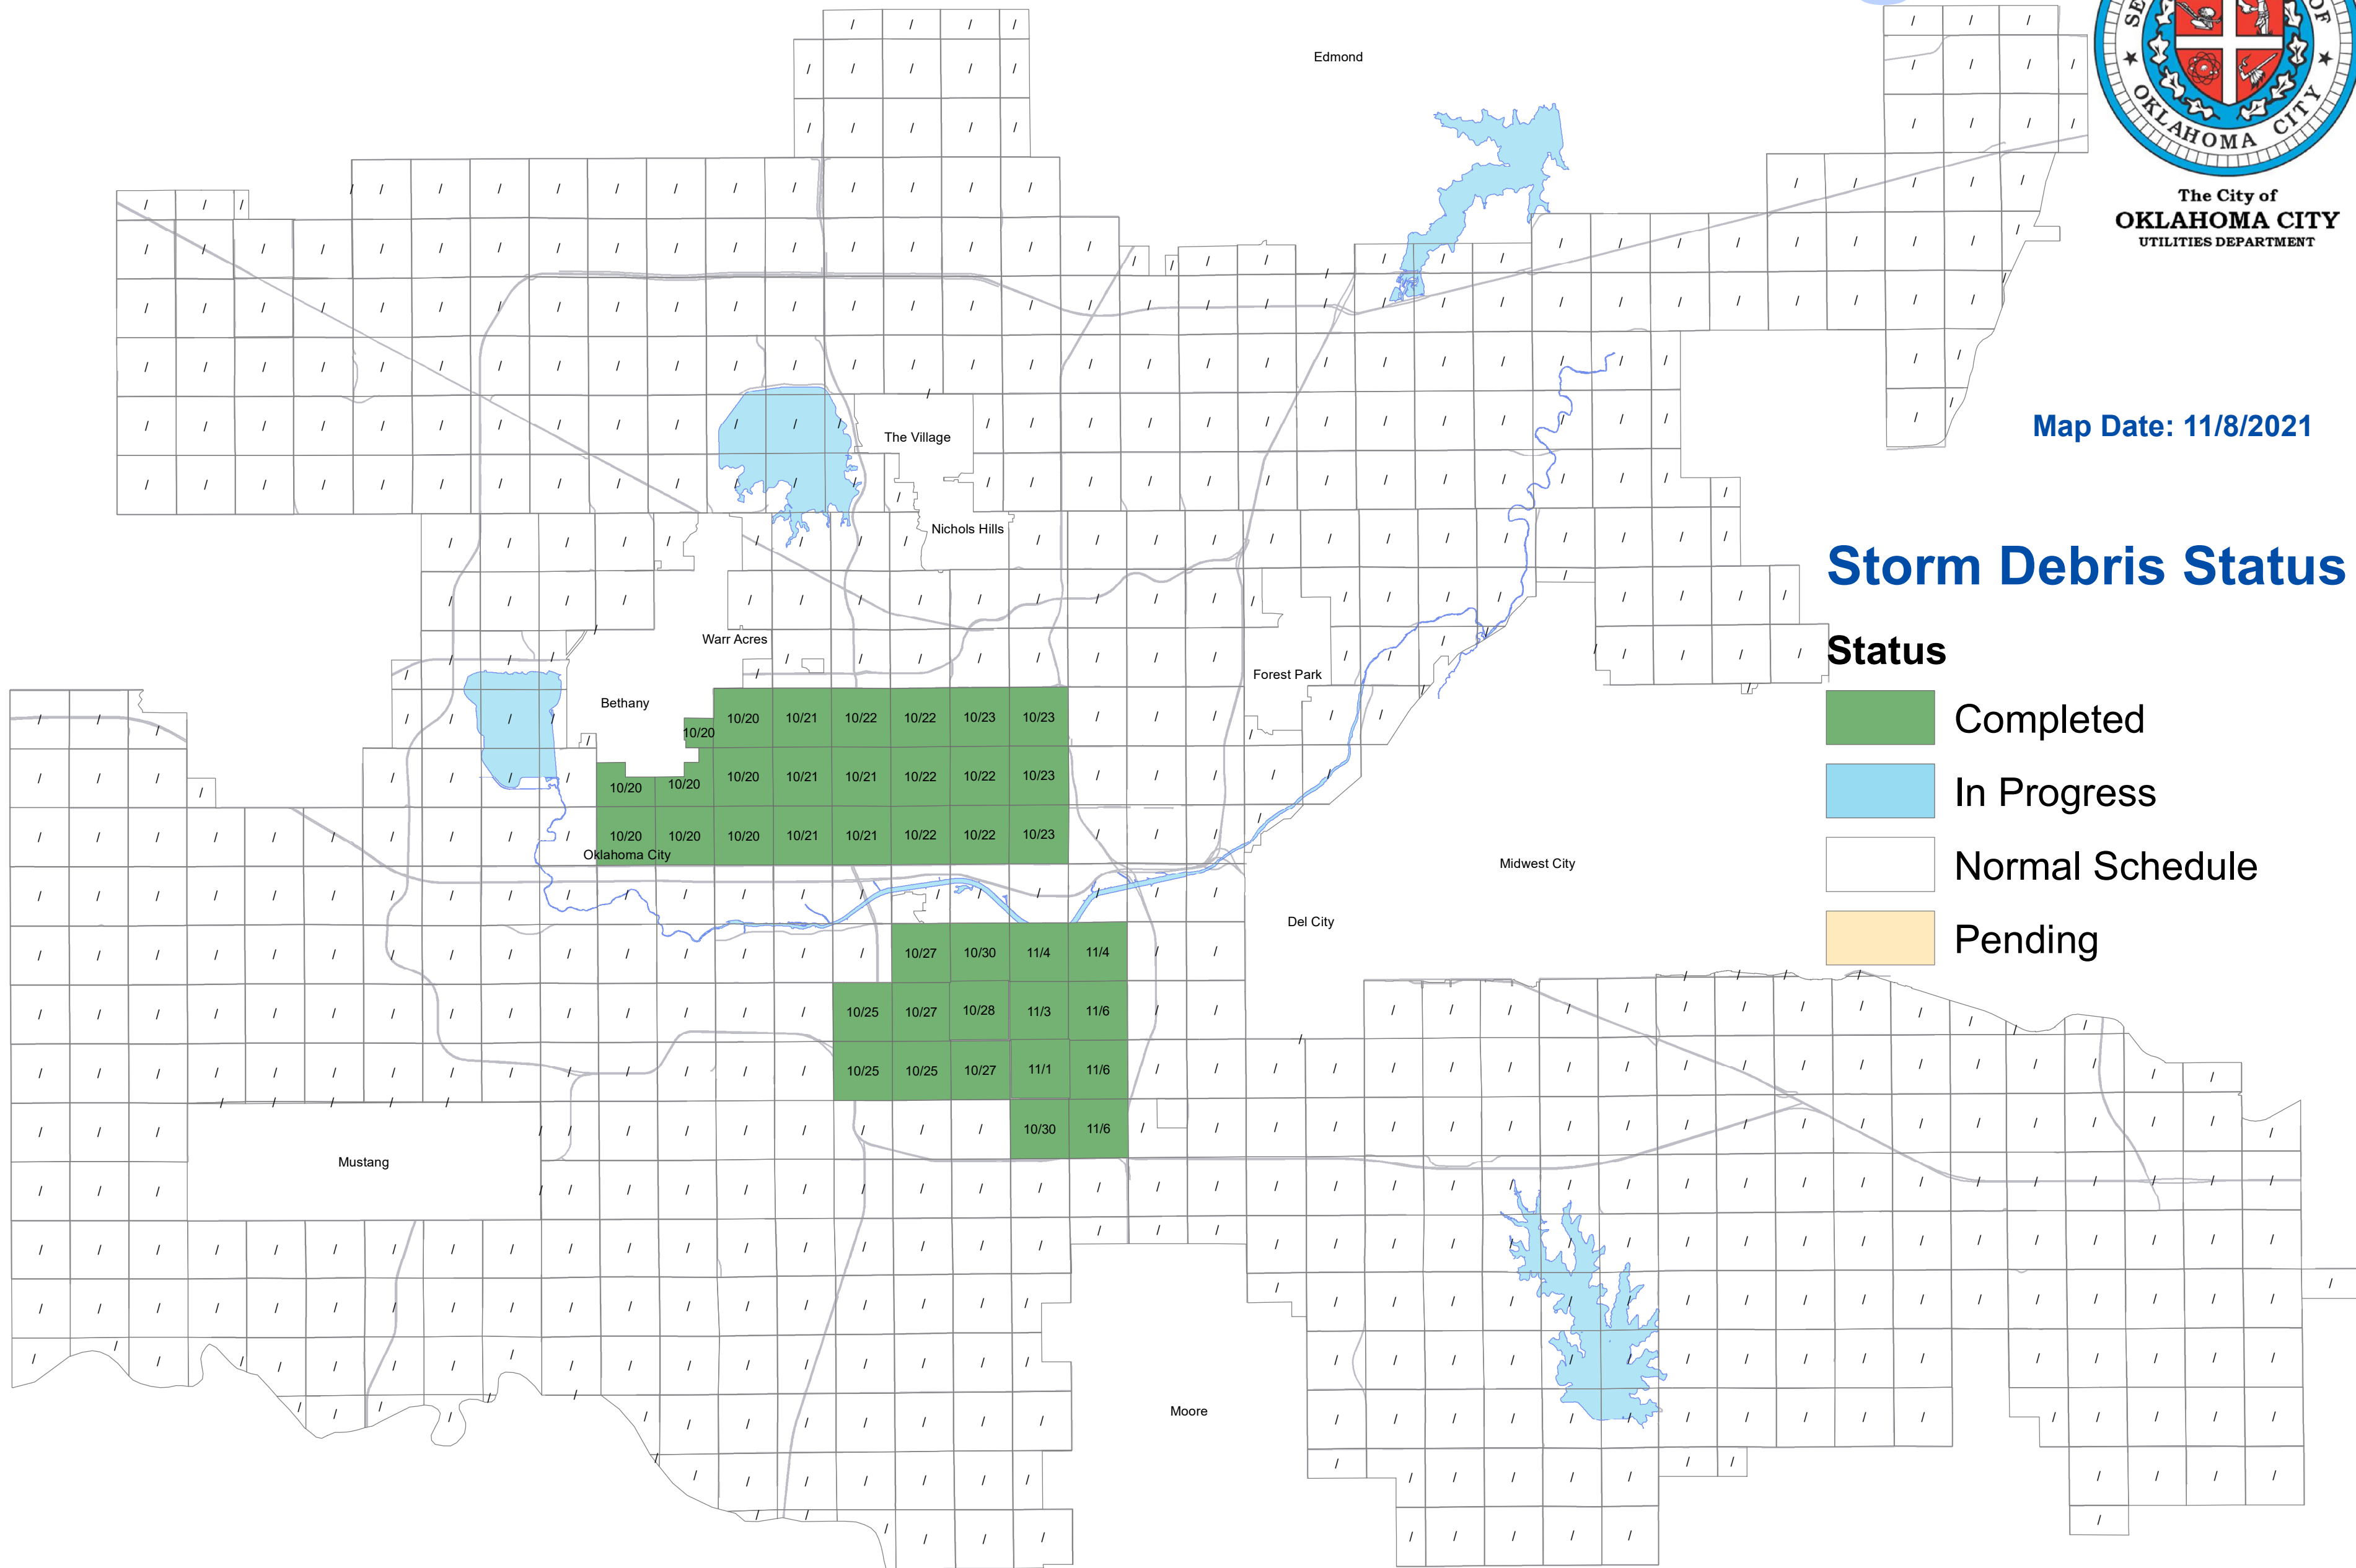 Edmond
SE
OF
OKLAHOMA CITY
The City of
OKLAHOMA CITY
UTILITIES DEPARTMENT
Map Date: 11/8/2021
The Village
Nichols Hills
Storm Debris Status
Warr Acres
Status
Forest Park
Bethany
10/20 10/21 10/22 10/22 10/23 10/23
Completed
10/20
10/20 10/21 10/21 10/22 10/22 10/23
10/20 10/20
In Progress
10/20 10/20 10/20 10/21 10/21 10/22 10/22 10/23
Oklahoma City
Midwest City
Normal Schedule
Del City
Pending
10/27 10/30 11/4 11/4
10/25 10/27 10/28 11/3 11/6
10/25 10/25 10/27 11/1 11/6
10/30 11/6
Mustang
Moore